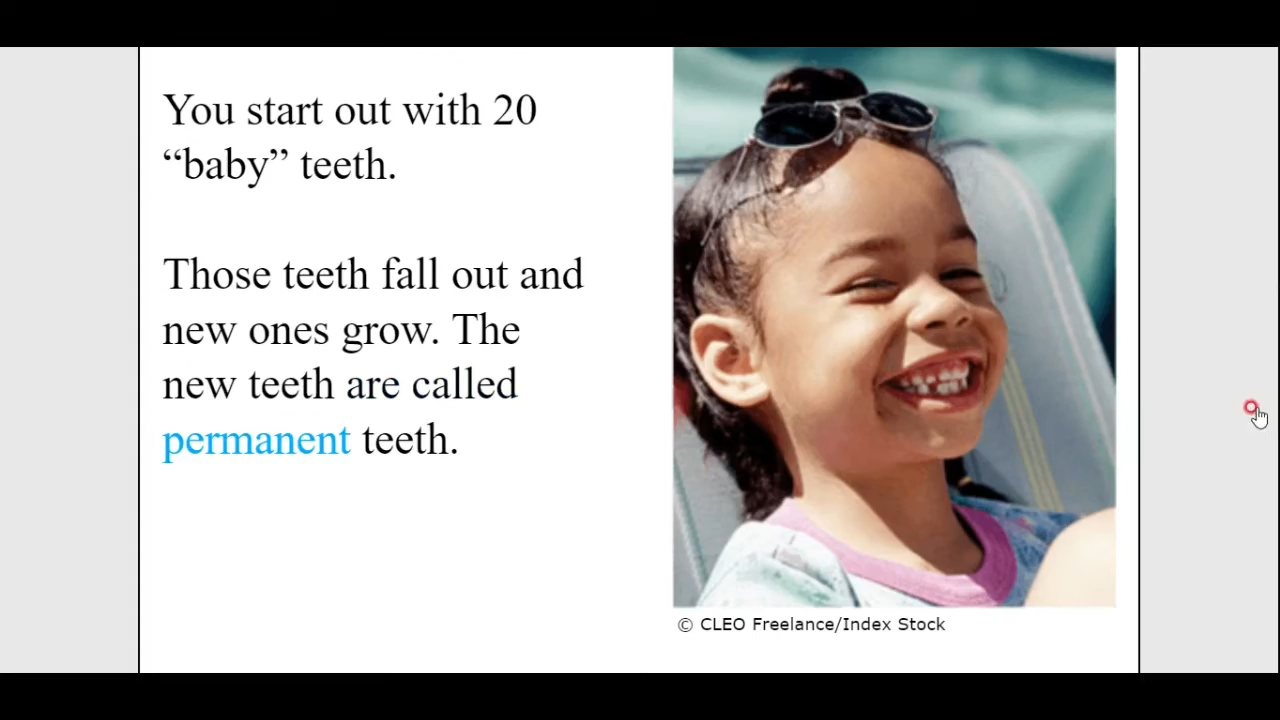 You start out with 20
“baby” teeth.
Those teeth fall out and
new ones grow. The
new teeth are called
permanent teeth.
© CLEO Freelance/Index Stock